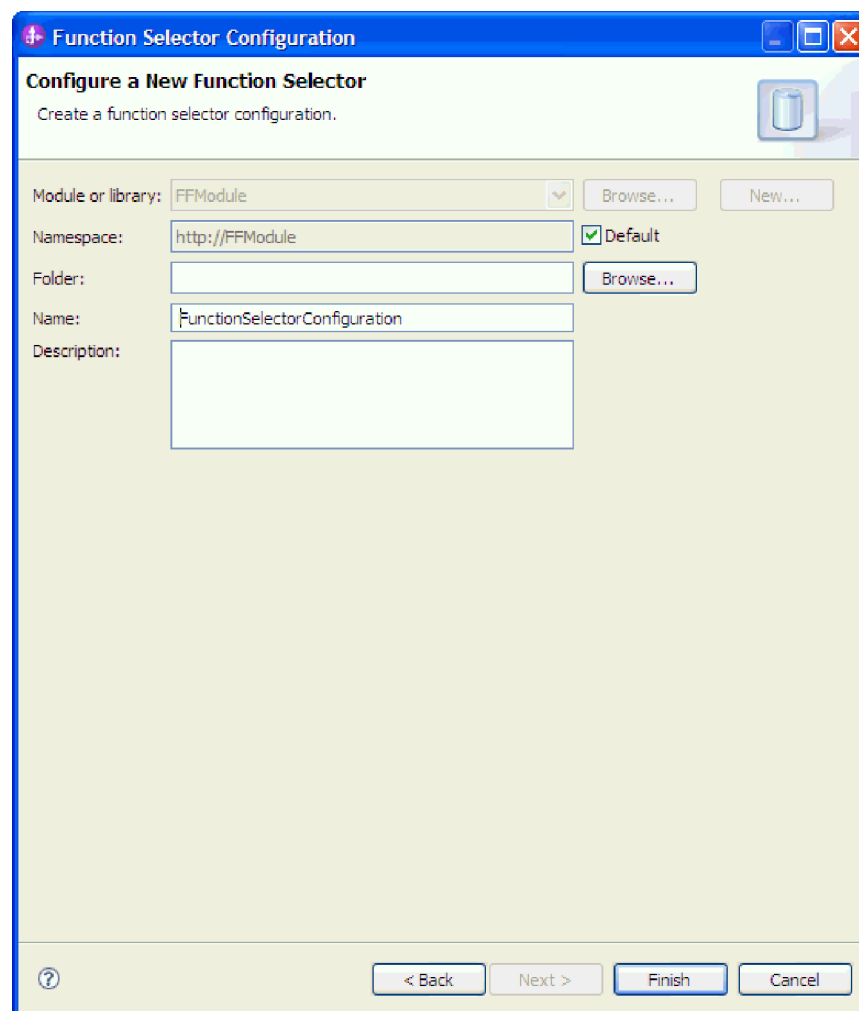 Function Selector Configuration
Configure a New Function Selector
Create a function selector configuration.
Module or library: FFModule Browse... New...
Namespace: http://FFModule Default
Folder: Browse...
Name: FunctionSelectorConfiguration
Description:
? < Back Next > Finish Cancel